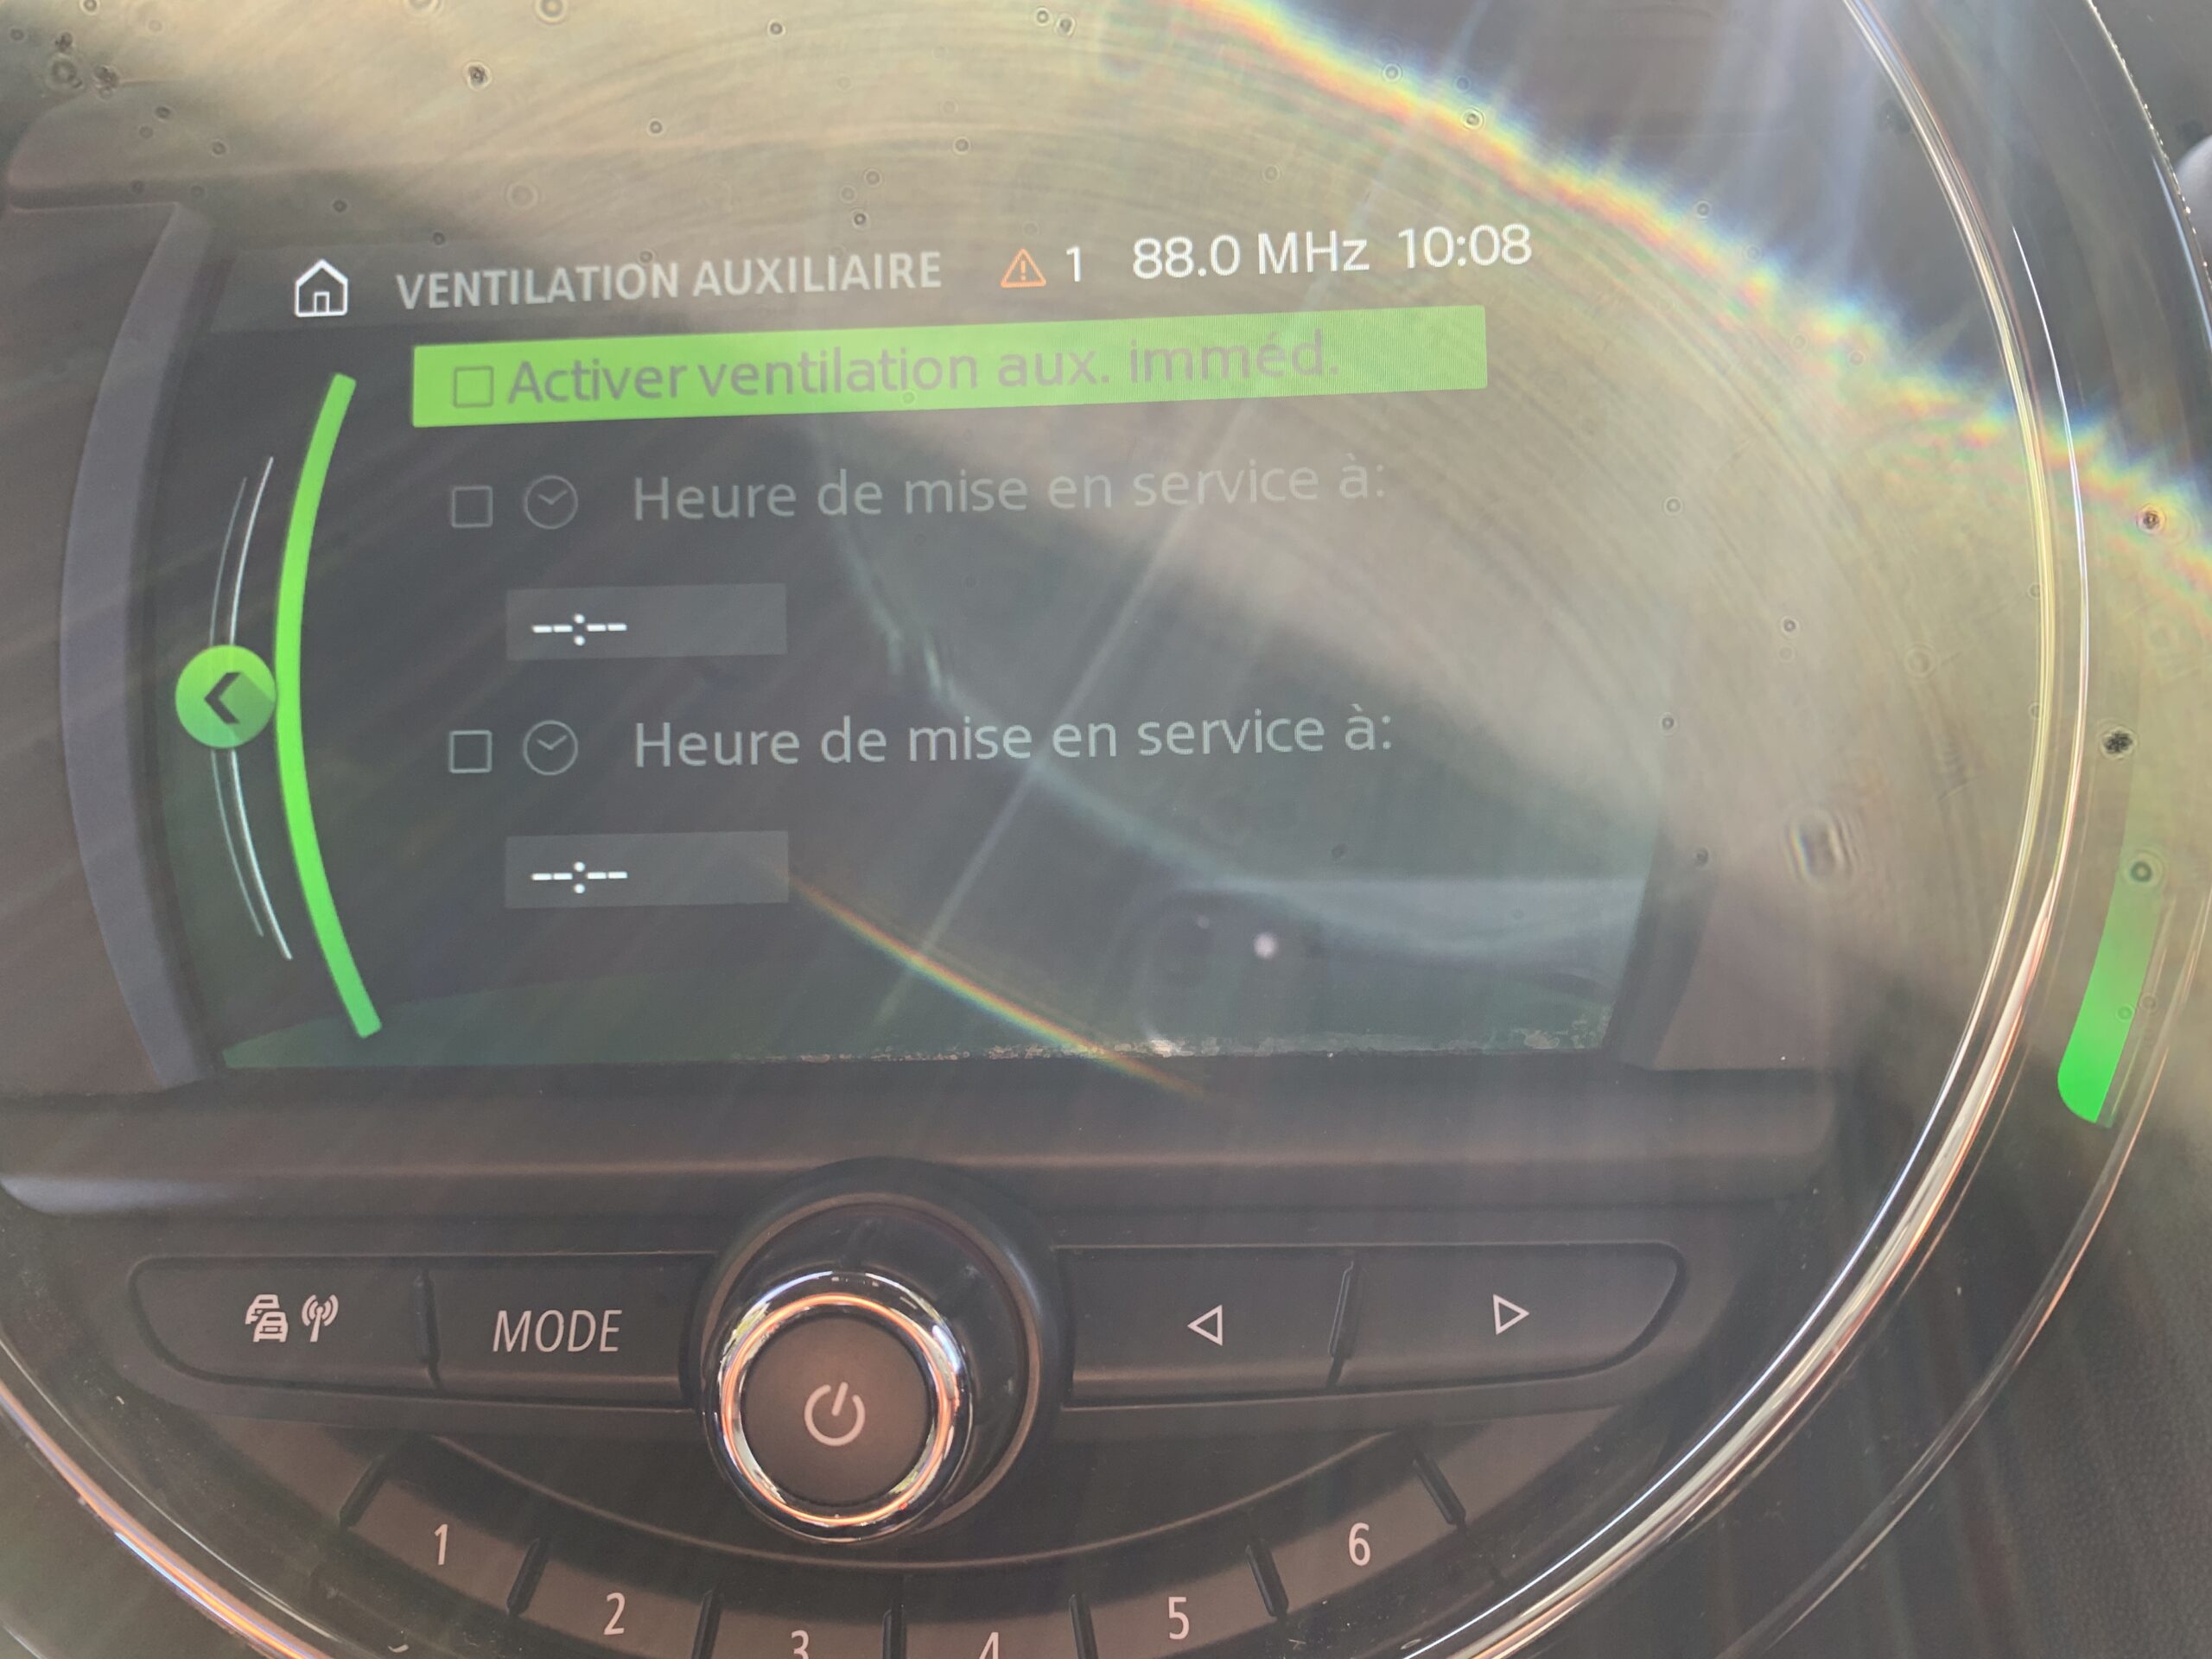 VENTILATION AUXILIAIRE 1 88.0 MHz 10:08
Activer ventilation aux. imméd.
Heure de mise en service à:
--:--
Heure de mise en service à:
--:--
MODE
1 2 3 4 5 6